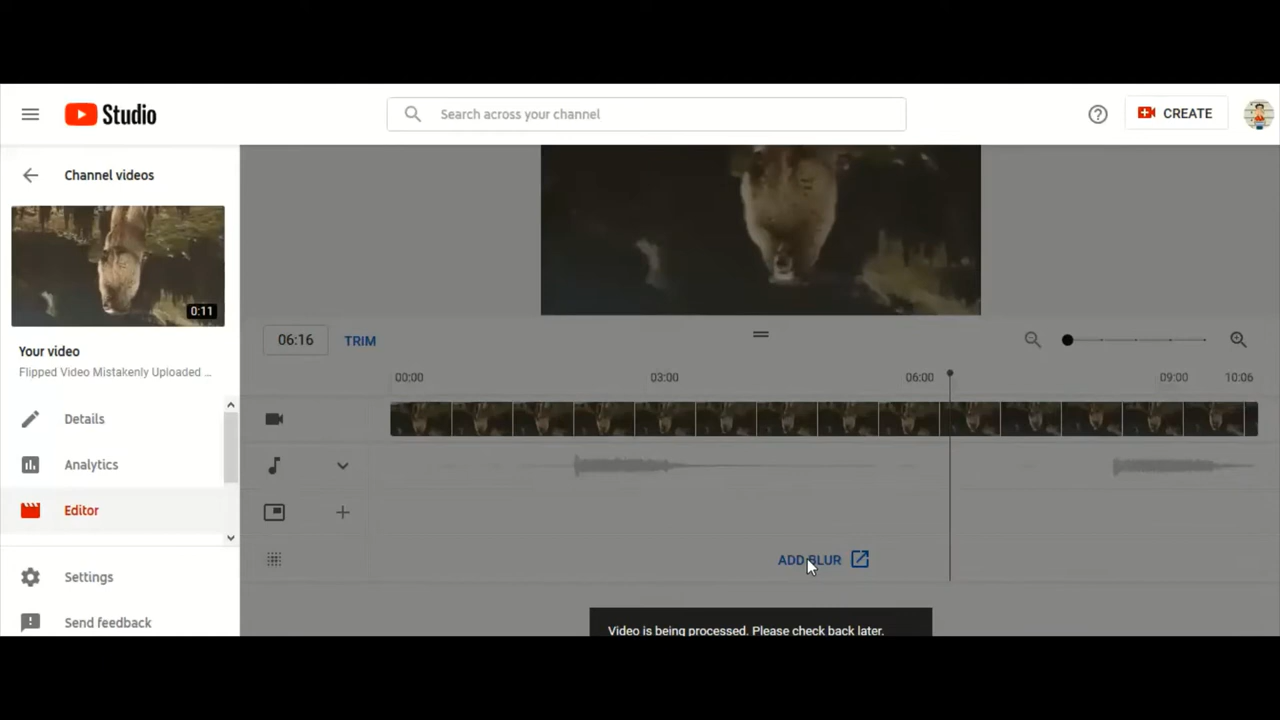 Studio
Search across your channel
CREATE
Channel videos
0:11
Your video
Flipped Video Mistakenly Uploaded ...
Details
Analytics
Editor
Settings
Send feedback
06:16
TRIM
00:00 03:00 06:00 09:00 10:06
ADD BLUR
Video is being processed. Please check back later.